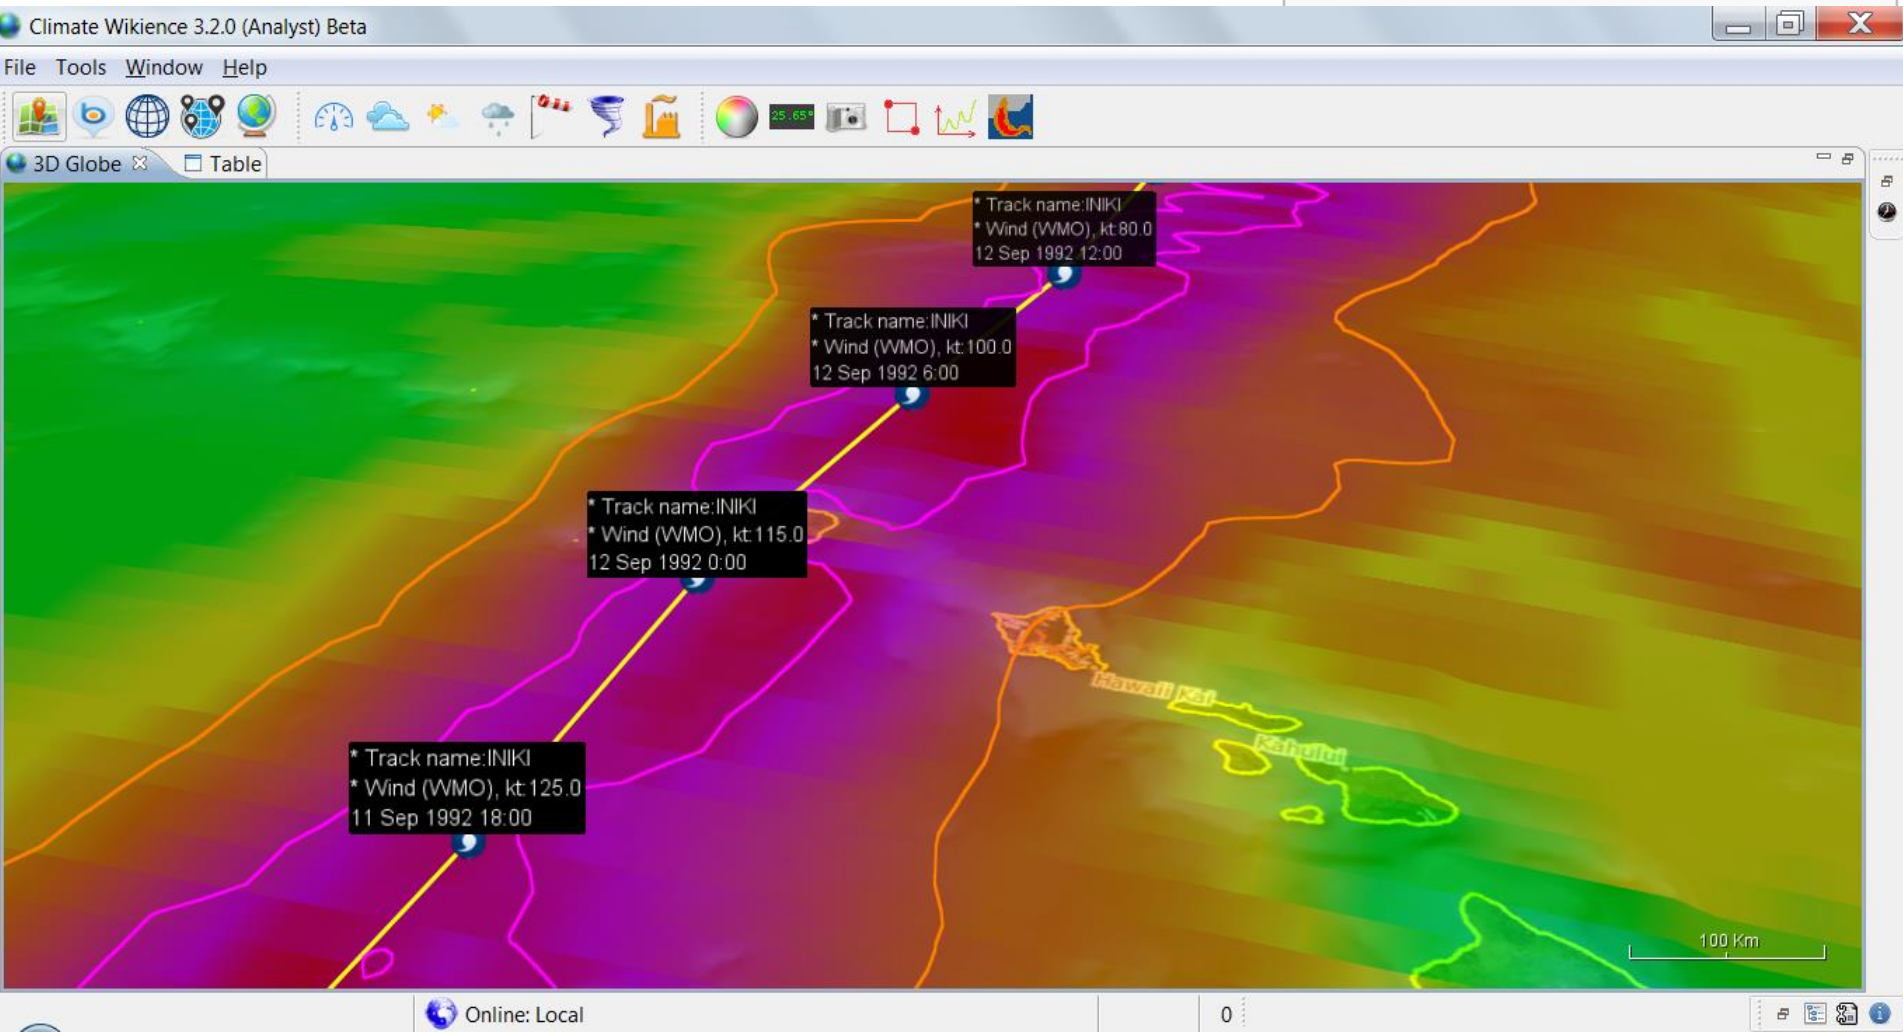 Climate Wikience 3.2.0 (Analyst) Beta
File Tools Window Help
25.65°
3D Globe Table
* Track name:INIKI
* Wind (WMO), kt:80.0
12 Sep 1992 12:00
* Track name:INIKI
* Wind (WMO), kt:100.0
12 Sep 1992 6:00
* Track name:INIKI
* Wind (WMO), kt:115.0
12 Sep 1992 0:00
Hawaii Kai
Kahului
* Track name:INIKI
* Wind (WMO), kt:125.0
11 Sep 1992 18:00
100 Km
Online: Local
0